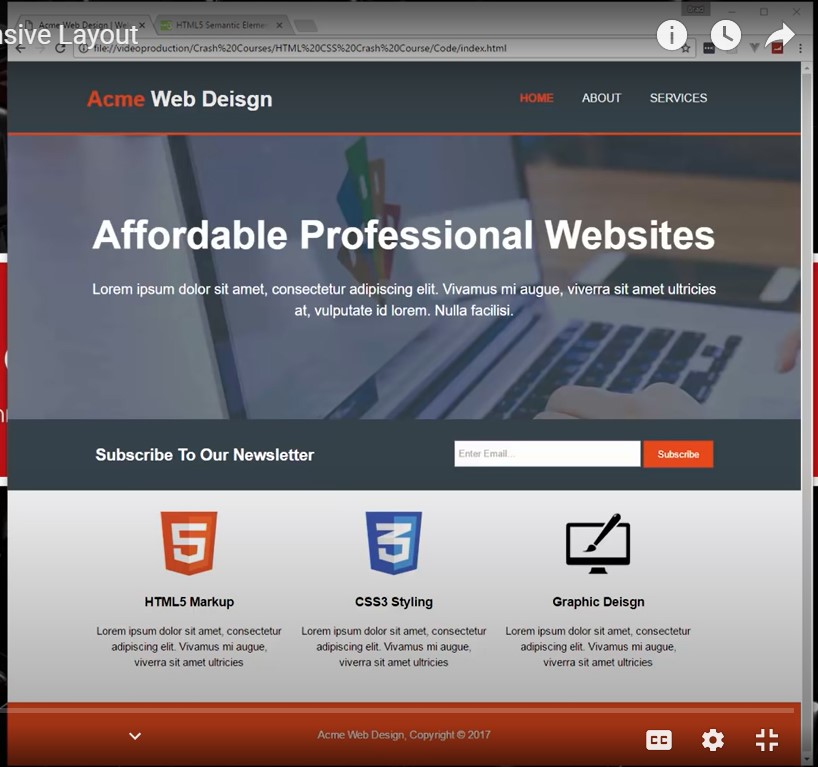 Acme Web Design | We
HTML5 Semantic Eleme
nsive Layout
file://videoproduction/Crash%20Courses/HTML%20CSS%20Crash%20Course/Code/index.html
Acme Web Deisgn
HOME ABOUT SERVICES
Affordable Professional Websites
Lorem ipsum dolor sit amet, consectetur adipiscing elit. Vivamus mi augue, viverra sit amet ultricies
at, vulputate id lorem. Nulla facilisi.
Subscribe To Our Newsletter
Enter Email...
Subscribe
HTML5 Markup
Lorem ipsum dolor sit amet, consectetur
adipiscing elit. Vivamus mi augue,
viverra sit amet ultricies
CSS3 Styling
Lorem ipsum dolor sit amet, consectetur
adipiscing elit. Vivamus mi augue,
viverra sit amet ultricies
Graphic Deisgn
Lorem ipsum dolor sit amet, consectetur
adipiscing elit. Vivamus mi augue,
viverra sit amet ultricies
Acme Web Design, Copyright © 2017
CC